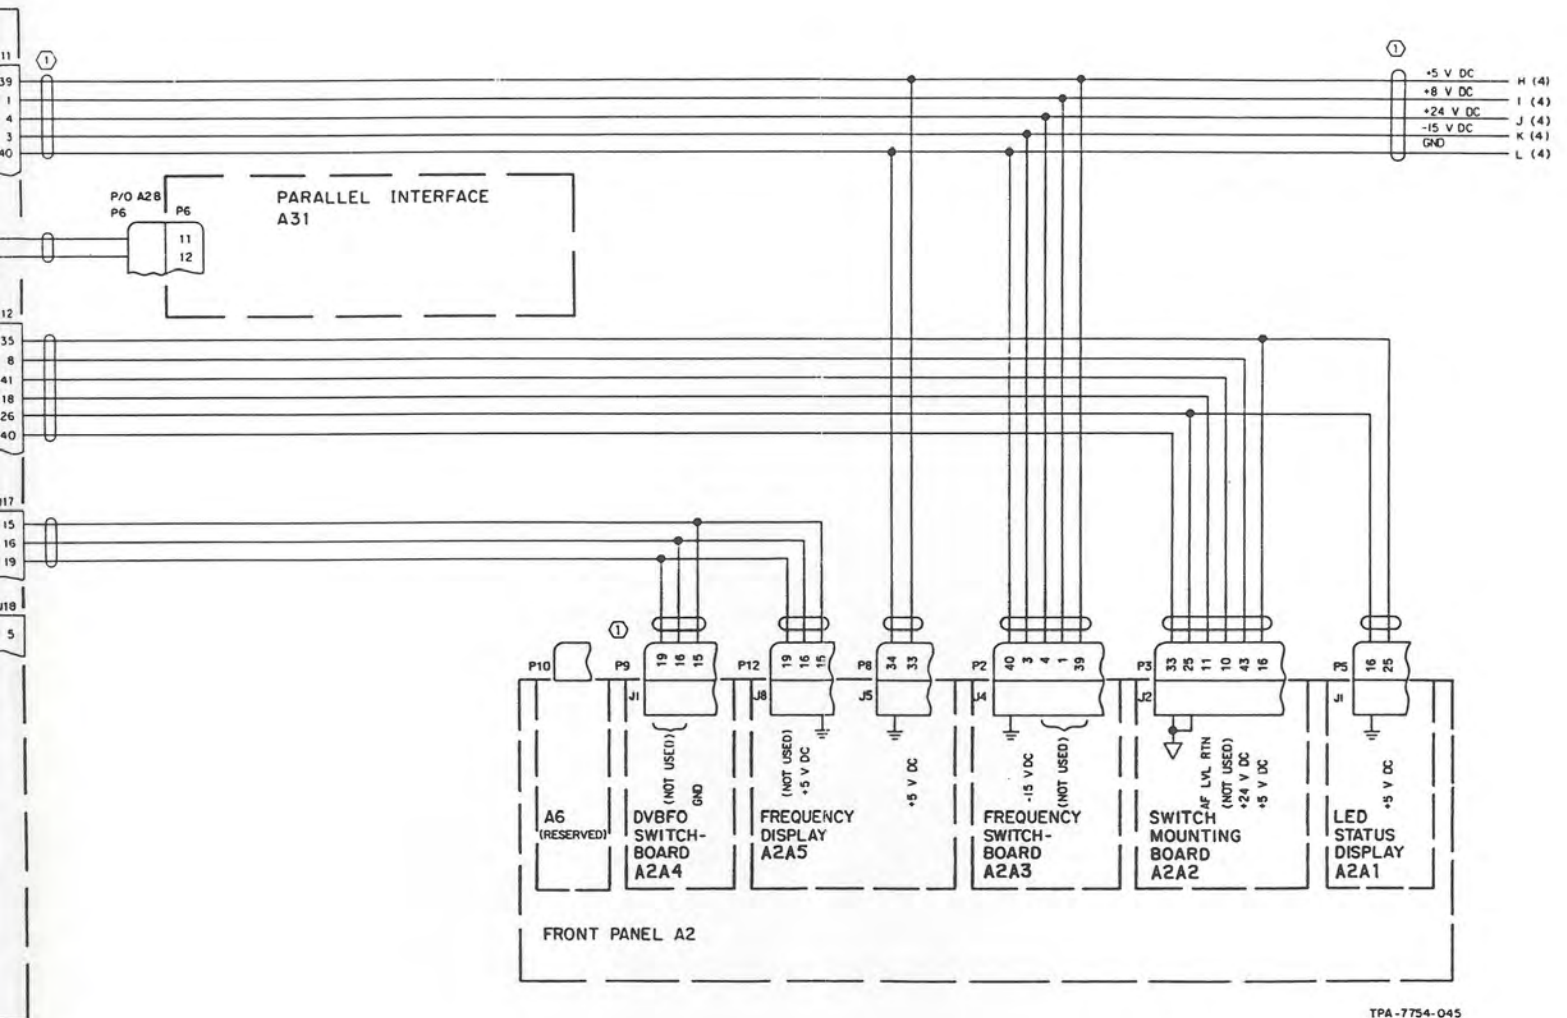 11
1
1
39
+5 V DC
H (4)
1
+8 V DC
I (4)
4
+24 V DC
J (4)
3
-15 V DC
K (4)
40
GND
L (4)
P/O A28
P6
P6
PARALLEL INTERFACE
A31
11
12
12
35
8
41
18
26
40
15
16
19
J18
5
1
P10
P9
19
16
15
P12
19
16
15
P8
34
33
P2
40
3
4
1
39
P3
33
25
11
10
43
16
P5
16
25
J1
J8
J5
J4
J2
J1
(NOT USED)
GND
(NOT USED)
+5 V DC
+5 V DC
-15 V DC
(NOT USED)
AF LVL RTN
(NOT USED)
+24 V DC
+5 V DC
+5 V DC
A6
(RESERVED)
DVBFO
SWITCH-
BOARD
A2A4
FREQUENCY
DISPLAY
A2A5
FREQUENCY
SWITCH-
BOARD
A2A3
SWITCH
MOUNTING
BOARD
A2A2
LED
STATUS
DISPLAY
A2A1
FRONT PANEL A2
TPA-7754-045